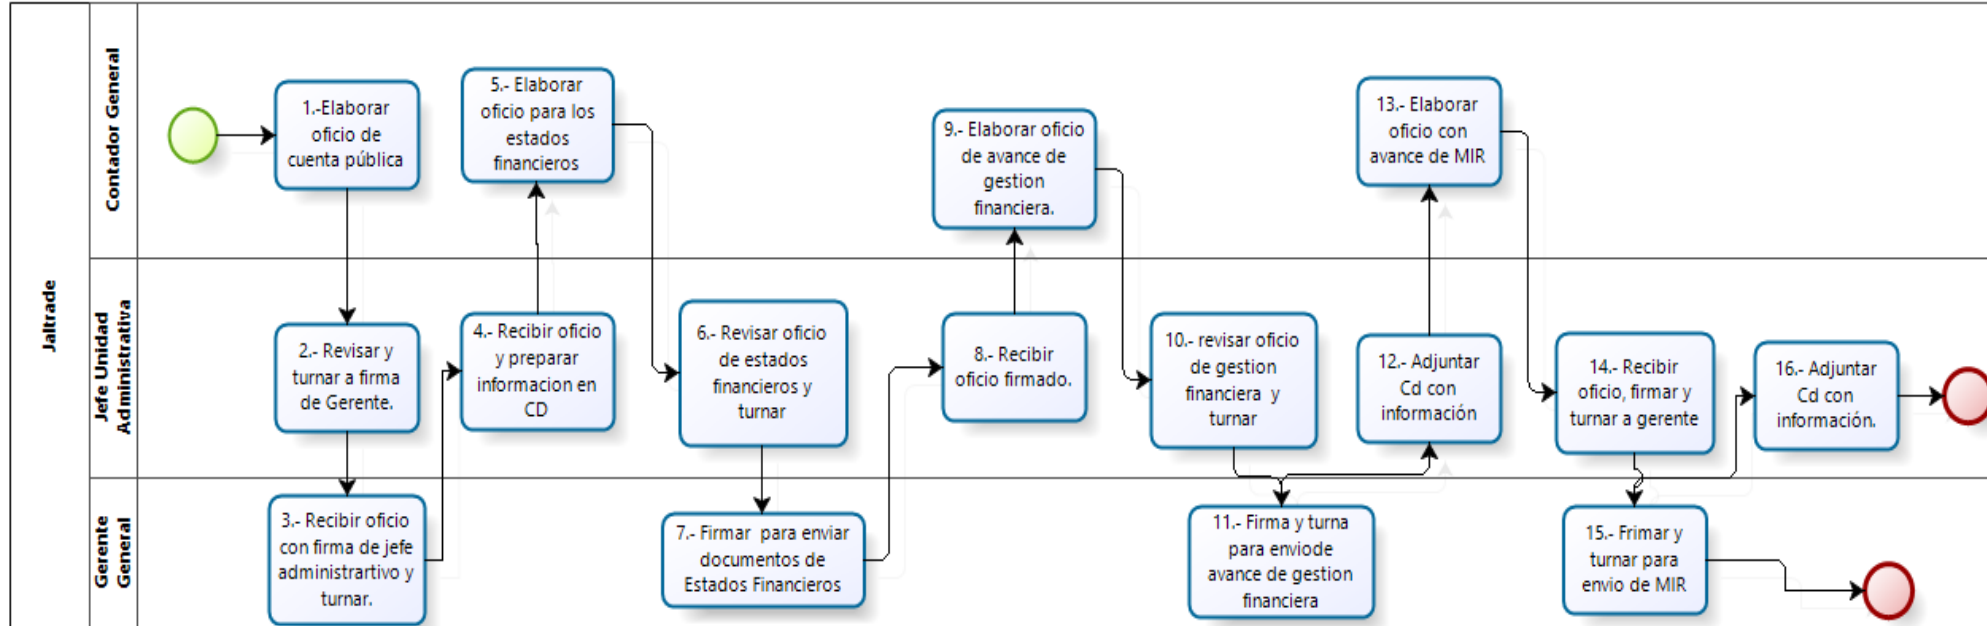 Jaltrade
Contador General
1.-Elaborar
oficio de
cuenta pública
5.- Elaborar
oficio para los
estados
financieros
9.- Elaborar oficio
de avance de
gestion
financiera.
13.- Elaborar
oficio con
avance de MIR
Jefe Unidad
Administrativa
2.- Revisar y
turnar a firma
de Gerente.
4.- Recibir oficio
y preparar
informacion en
CD
6.- Revisar oficio
de estados
financieros y
turnar
8.- Recibir
oficio firmado.
10.- revisar oficio
de gestion
financiera y
turnar
12.- Adjuntar
Cd con
información
14.- Recibir
oficio, firmar y
turnar a gerente
16.- Adjuntar
Cd con
información.
Gerente
General
3.- Recibir oficio
con firma de jefe
administrartivo y
turnar.
7.- Firmar para enviar
documentos de
Estados Financieros
11.- Firma y turna
para enviode
avance de gestion
financiera
15.- Frimar y
turnar para
envio de MIR